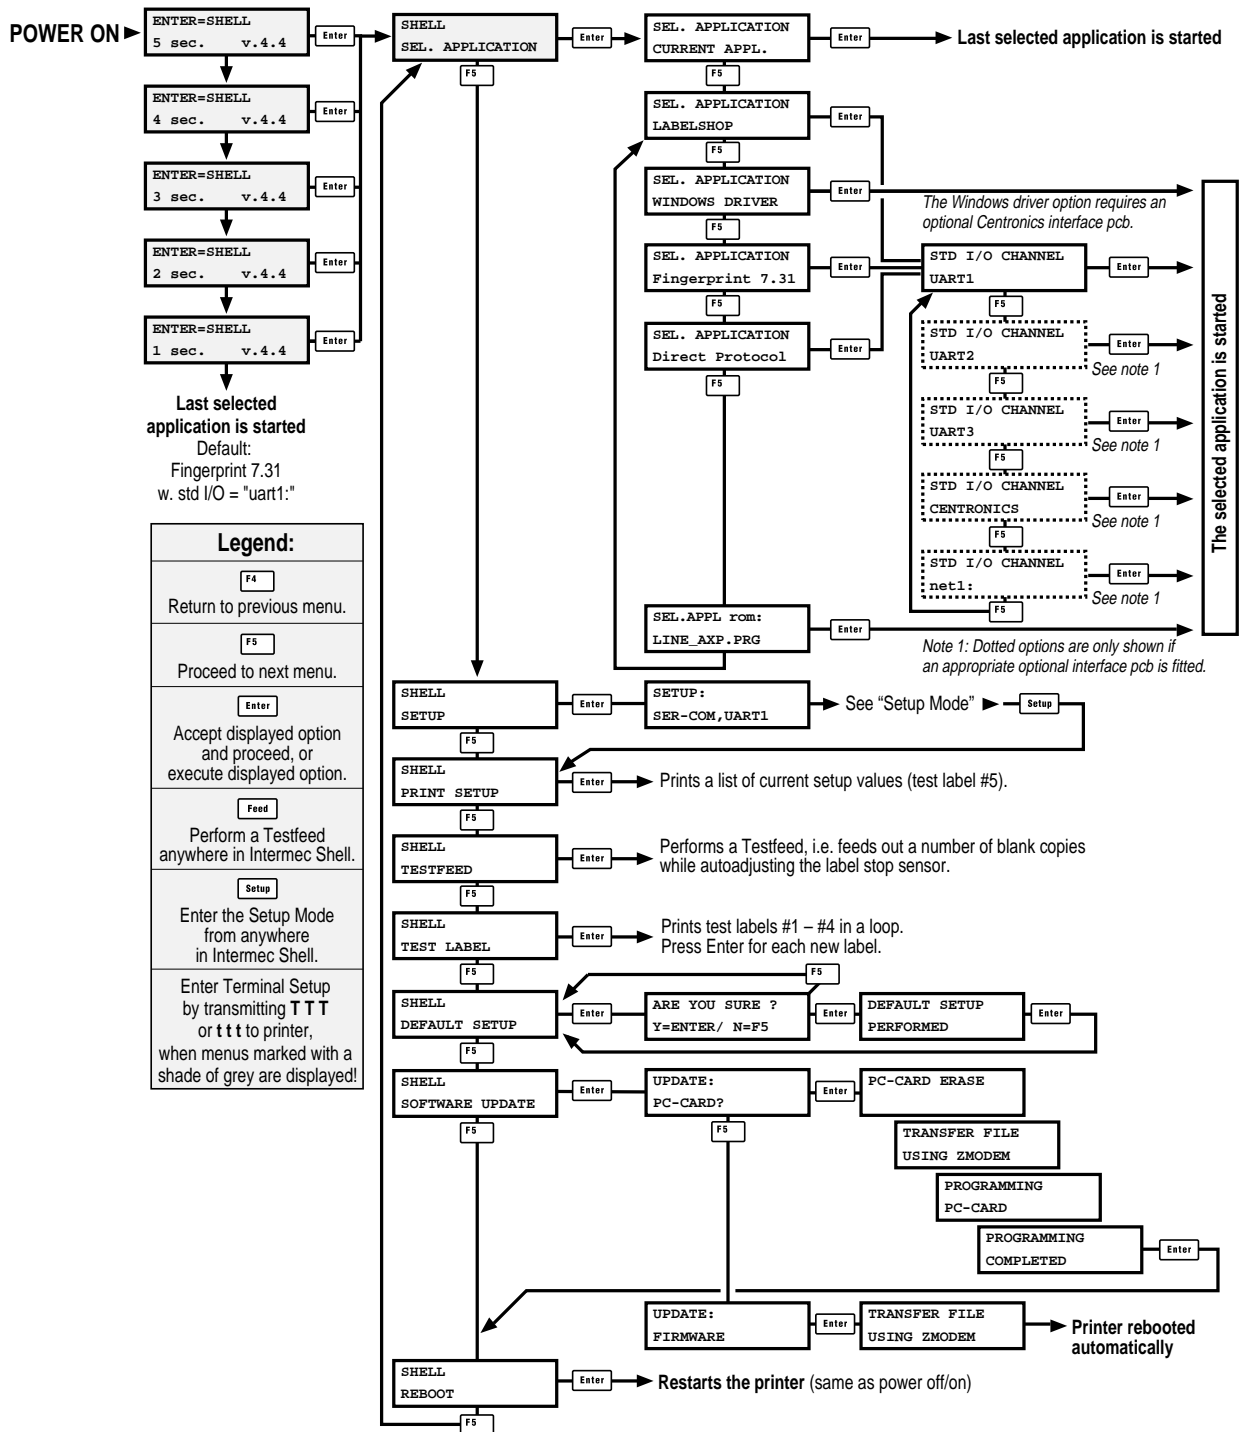 POWER ON
ENTER=SHELL
5 sec. v.4.4
Enter
ENTER=SHELL
4 sec. v.4.4
Enter
ENTER=SHELL
3 sec. v.4.4
Enter
ENTER=SHELL
2 sec. v.4.4
Enter
ENTER=SHELL
1 sec. v.4.4
Enter
Last selected
application is started
Default:
Fingerprint 7.31
w. std I/O = "uart1:"
Legend:
F4
Return to previous menu.
F5
Proceed to next menu.
Enter
Accept displayed option
and proceed, or
execute displayed option.
Feed
Perform a Testfeed
anywhere in Intermec Shell.
Setup
Enter the Setup Mode
from anywhere
in Intermec Shell.
Enter Terminal Setup
by transmitting T T T
or t t t to printer,
when menus marked with a
shade of grey are displayed!
SHELL
SEL. APPLICATION
Enter
F5
SEL. APPLICATION
CURRENT APPL.
Enter
Last selected application is started
F5
SEL. APPLICATION
LABELSHOP
Enter
F5
SEL. APPLICATION
WINDOWS DRIVER
Enter
The Windows driver option requires an
optional Centronics interface pcb.
F5
SEL. APPLICATION
Fingerprint 7.31
Enter
F5
SEL. APPLICATION
Direct Protocol
Enter
F5
STD I/O CHANNEL
UART1
Enter
F5
STD I/O CHANNEL
UART2
Enter
See note 1
F5
STD I/O CHANNEL
UART3
Enter
See note 1
F5
STD I/O CHANNEL
CENTRONICS
Enter
See note 1
F5
STD I/O CHANNEL
net1:
Enter
See note 1
F5
The selected application is started
SEL.APPL rom:
LINE_AXP.PRG
Enter
Note 1: Dotted options are only shown if
an appropriate optional interface pcb is fitted.
SHELL
SETUP
Enter
SETUP:
SER-COM,UART1
See “Setup Mode”
Setup
F5
SHELL
PRINT SETUP
Enter
Prints a list of current setup values (test label #5).
F5
SHELL
TESTFEED
Enter
Performs a Testfeed, i.e. feeds out a number of blank copies
while autoadjusting the label stop sensor.
F5
SHELL
TEST LABEL
Enter
Prints test labels #1 – #4 in a loop.
Press Enter for each new label.
F5
F5
SHELL
DEFAULT SETUP
Enter
ARE YOU SURE ?
Y=ENTER/ N=F5
Enter
DEFAULT SETUP
PERFORMED
Enter
F5
SHELL
SOFTWARE UPDATE
Enter
UPDATE:
PC-CARD?
Enter
PC-CARD ERASE
F5
F5
TRANSFER FILE
USING ZMODEM
PROGRAMMING
PC-CARD
PROGRAMMING
COMPLETED
Enter
UPDATE:
FIRMWARE
Enter
TRANSFER FILE
USING ZMODEM
Printer rebooted
automatically
SHELL
REBOOT
Enter
Restarts the printer (same as power off/on)
F5